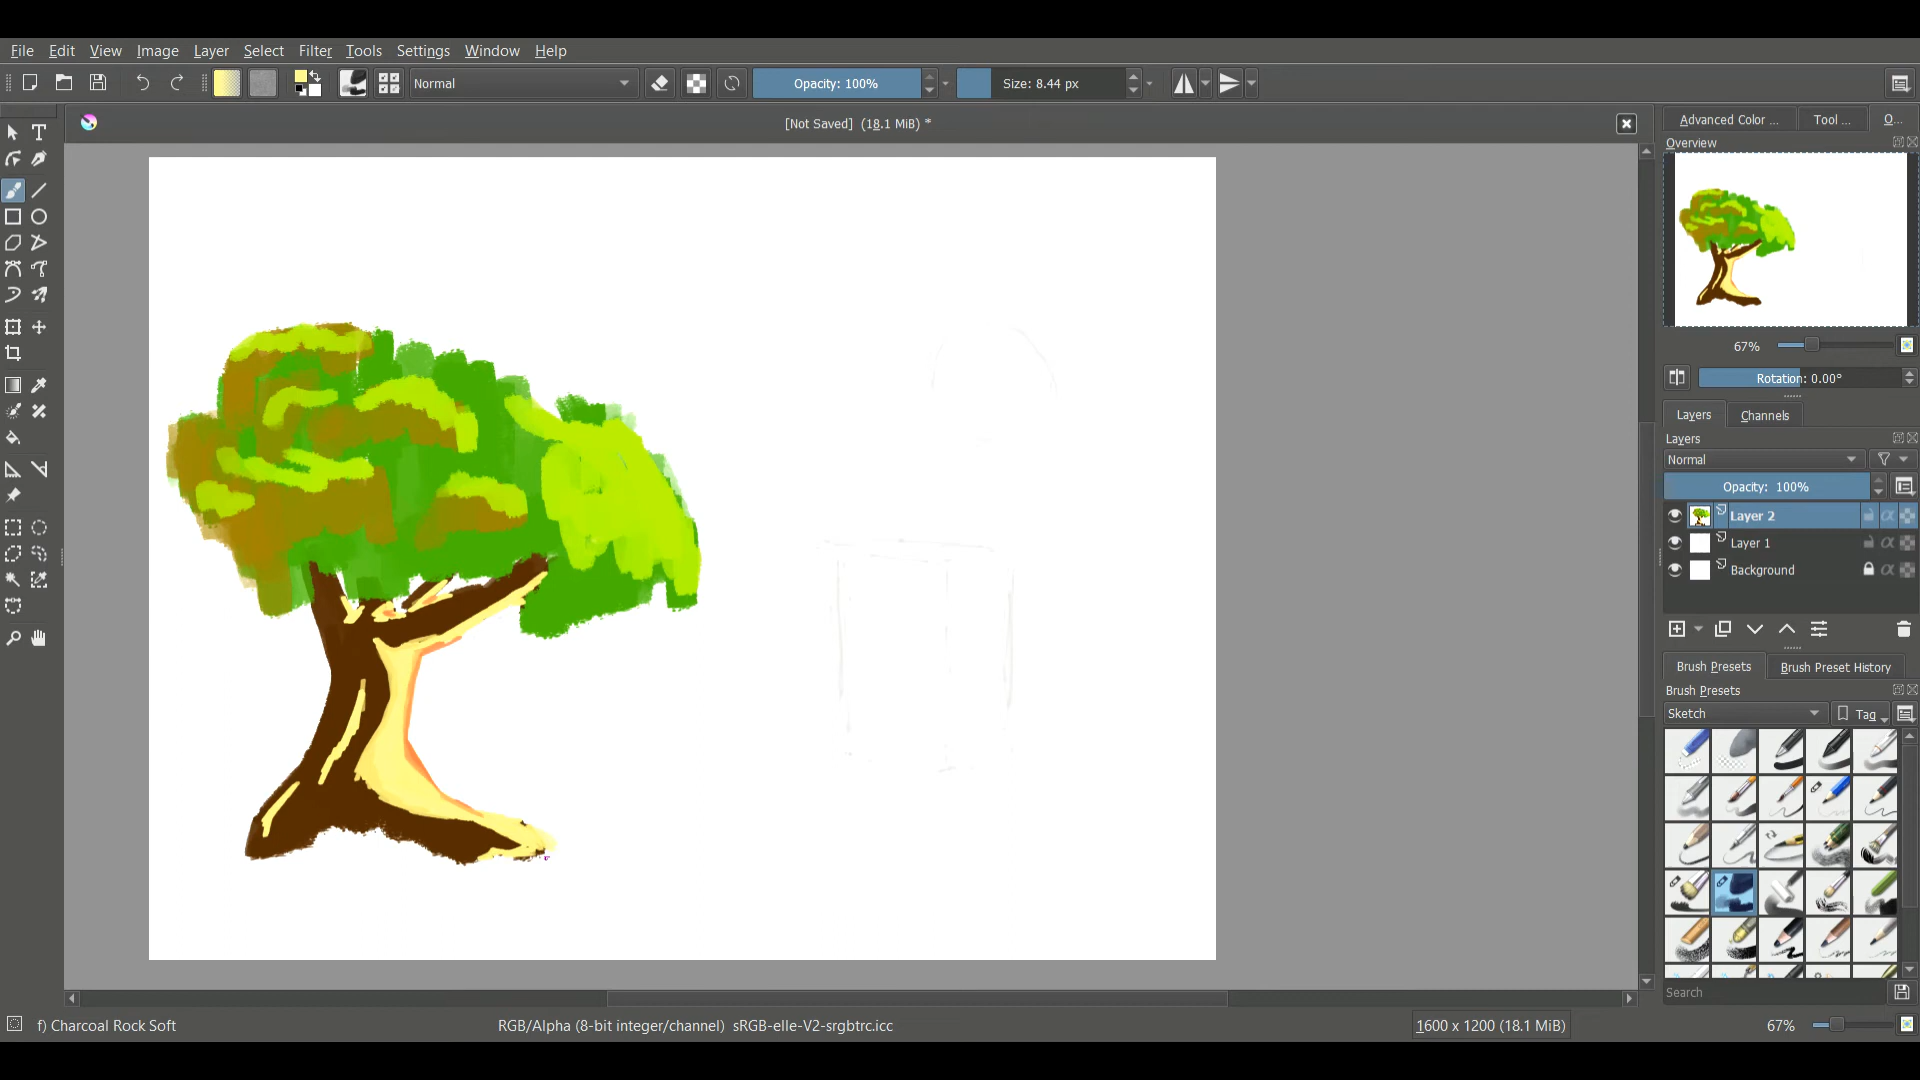 File Edit View Image Layer Select Filter Tools Settings Window Help
Normal
Opacity: 100%
Size: 8.44 px
[Not Saved] (18.1 MiB) *
Advanced Color ...
Tool ...
O...
Overview
67%
Rotation: 0.00°
Layers
Channels
Layers
Normal
Opacity: 100%
Layer 2
Layer 1
Background
Brush Presets
Brush Preset History
Brush Presets
Sketch
Tag
Search
f) Charcoal Rock Soft
RGB/Alpha (8-bit integer/channel) sRGB-elle-V2-srgbtrc.icc
1600 x 1200 (18.1 MiB)
67%